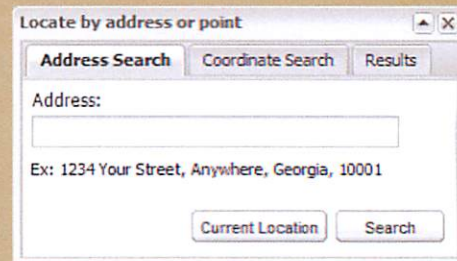 Locate by address or point
Address Search Coordinate Search Results
Address:
Ex: 1234 Your Street, Anywhere, Georgia, 10001
Current Location Search